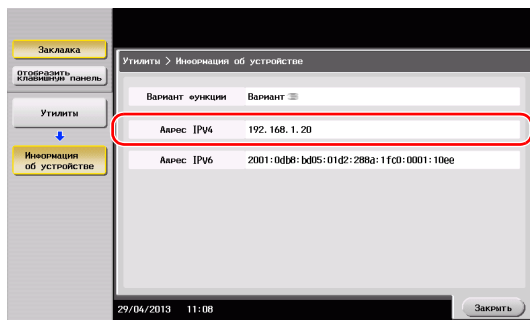 Закладка
Отобразить
клавишную панель
Утилиты
Информация
об устройстве
Утилиты > Информация об устройстве
Вариант функции Вариант
Адрес IPV4 192.168.1.20
Адрес IPV6 2001:0db8:bd05:01d2:288a:1fc0:0001:10ee
29/04/2013 11:08
Закрыть